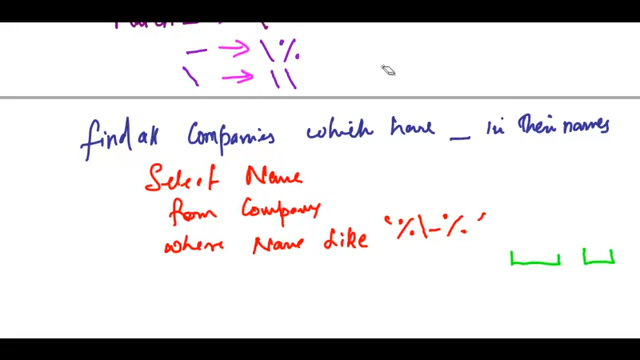 — → \%
\ → \\
find all Companies which have _ in their names
Select Name
from Company
where Name Like '%\_%'